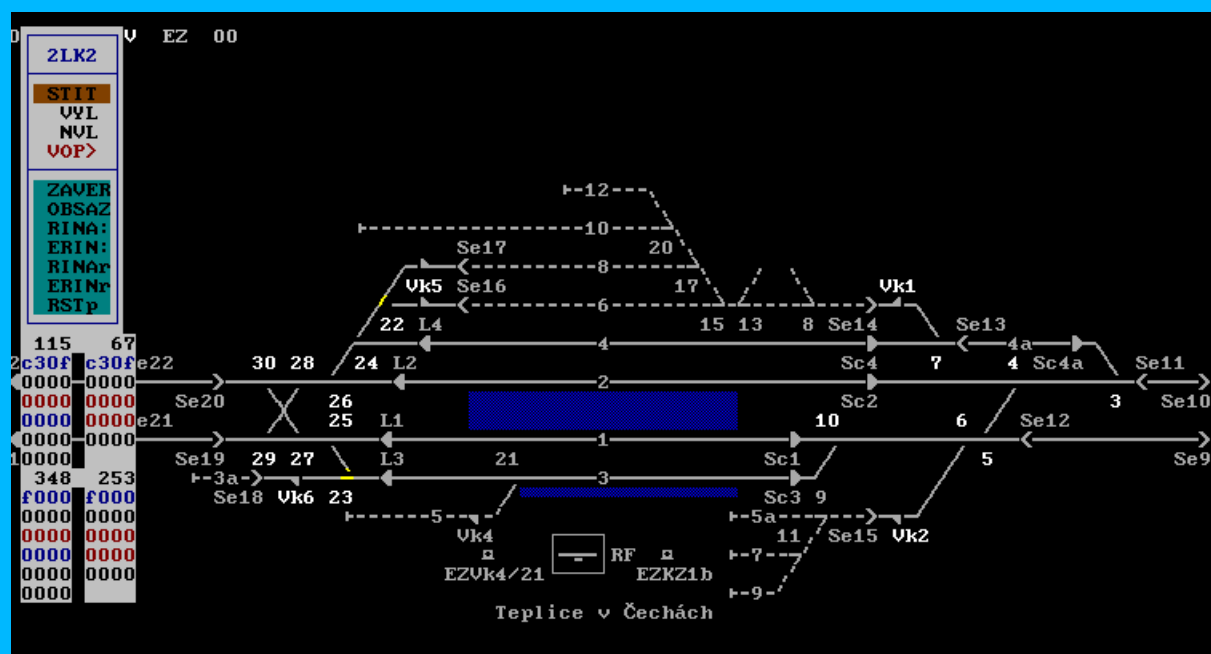 V EZ 00
2LK2
STIT
VYL
NVL
VOP>
ZAVER
OBSAZ
RINA:
ERIN:
RINAr
ERINr
RSTp
12
10
Se17 20
8
Vk5 Se16 17 Vk1
6
22 L4 15 13 8 Se14 Se13
115 67
4 4a
c30f c30f e22 30 28 24 L2 Sc4 7 4 Sc4a Se11
0000 0000
2
0000 0000 Se20 26 Sc2 3 Se10
0000 0000 e21 25 L1 10 6 Se12
0000 0000
1
0000 Se19 29 27 L3 21 Sc1 5 Se9
348 253
3a 3
f000 f000 Se18 Vk6 23 Sc3 9
0000 0000
5 5a
0000 0000 Vk4 11 Se15 Vk2
0000 0000 RF 7
0000 0000 EZVk4/21 EZKZ1b
0000
9
Teplice v Čechách